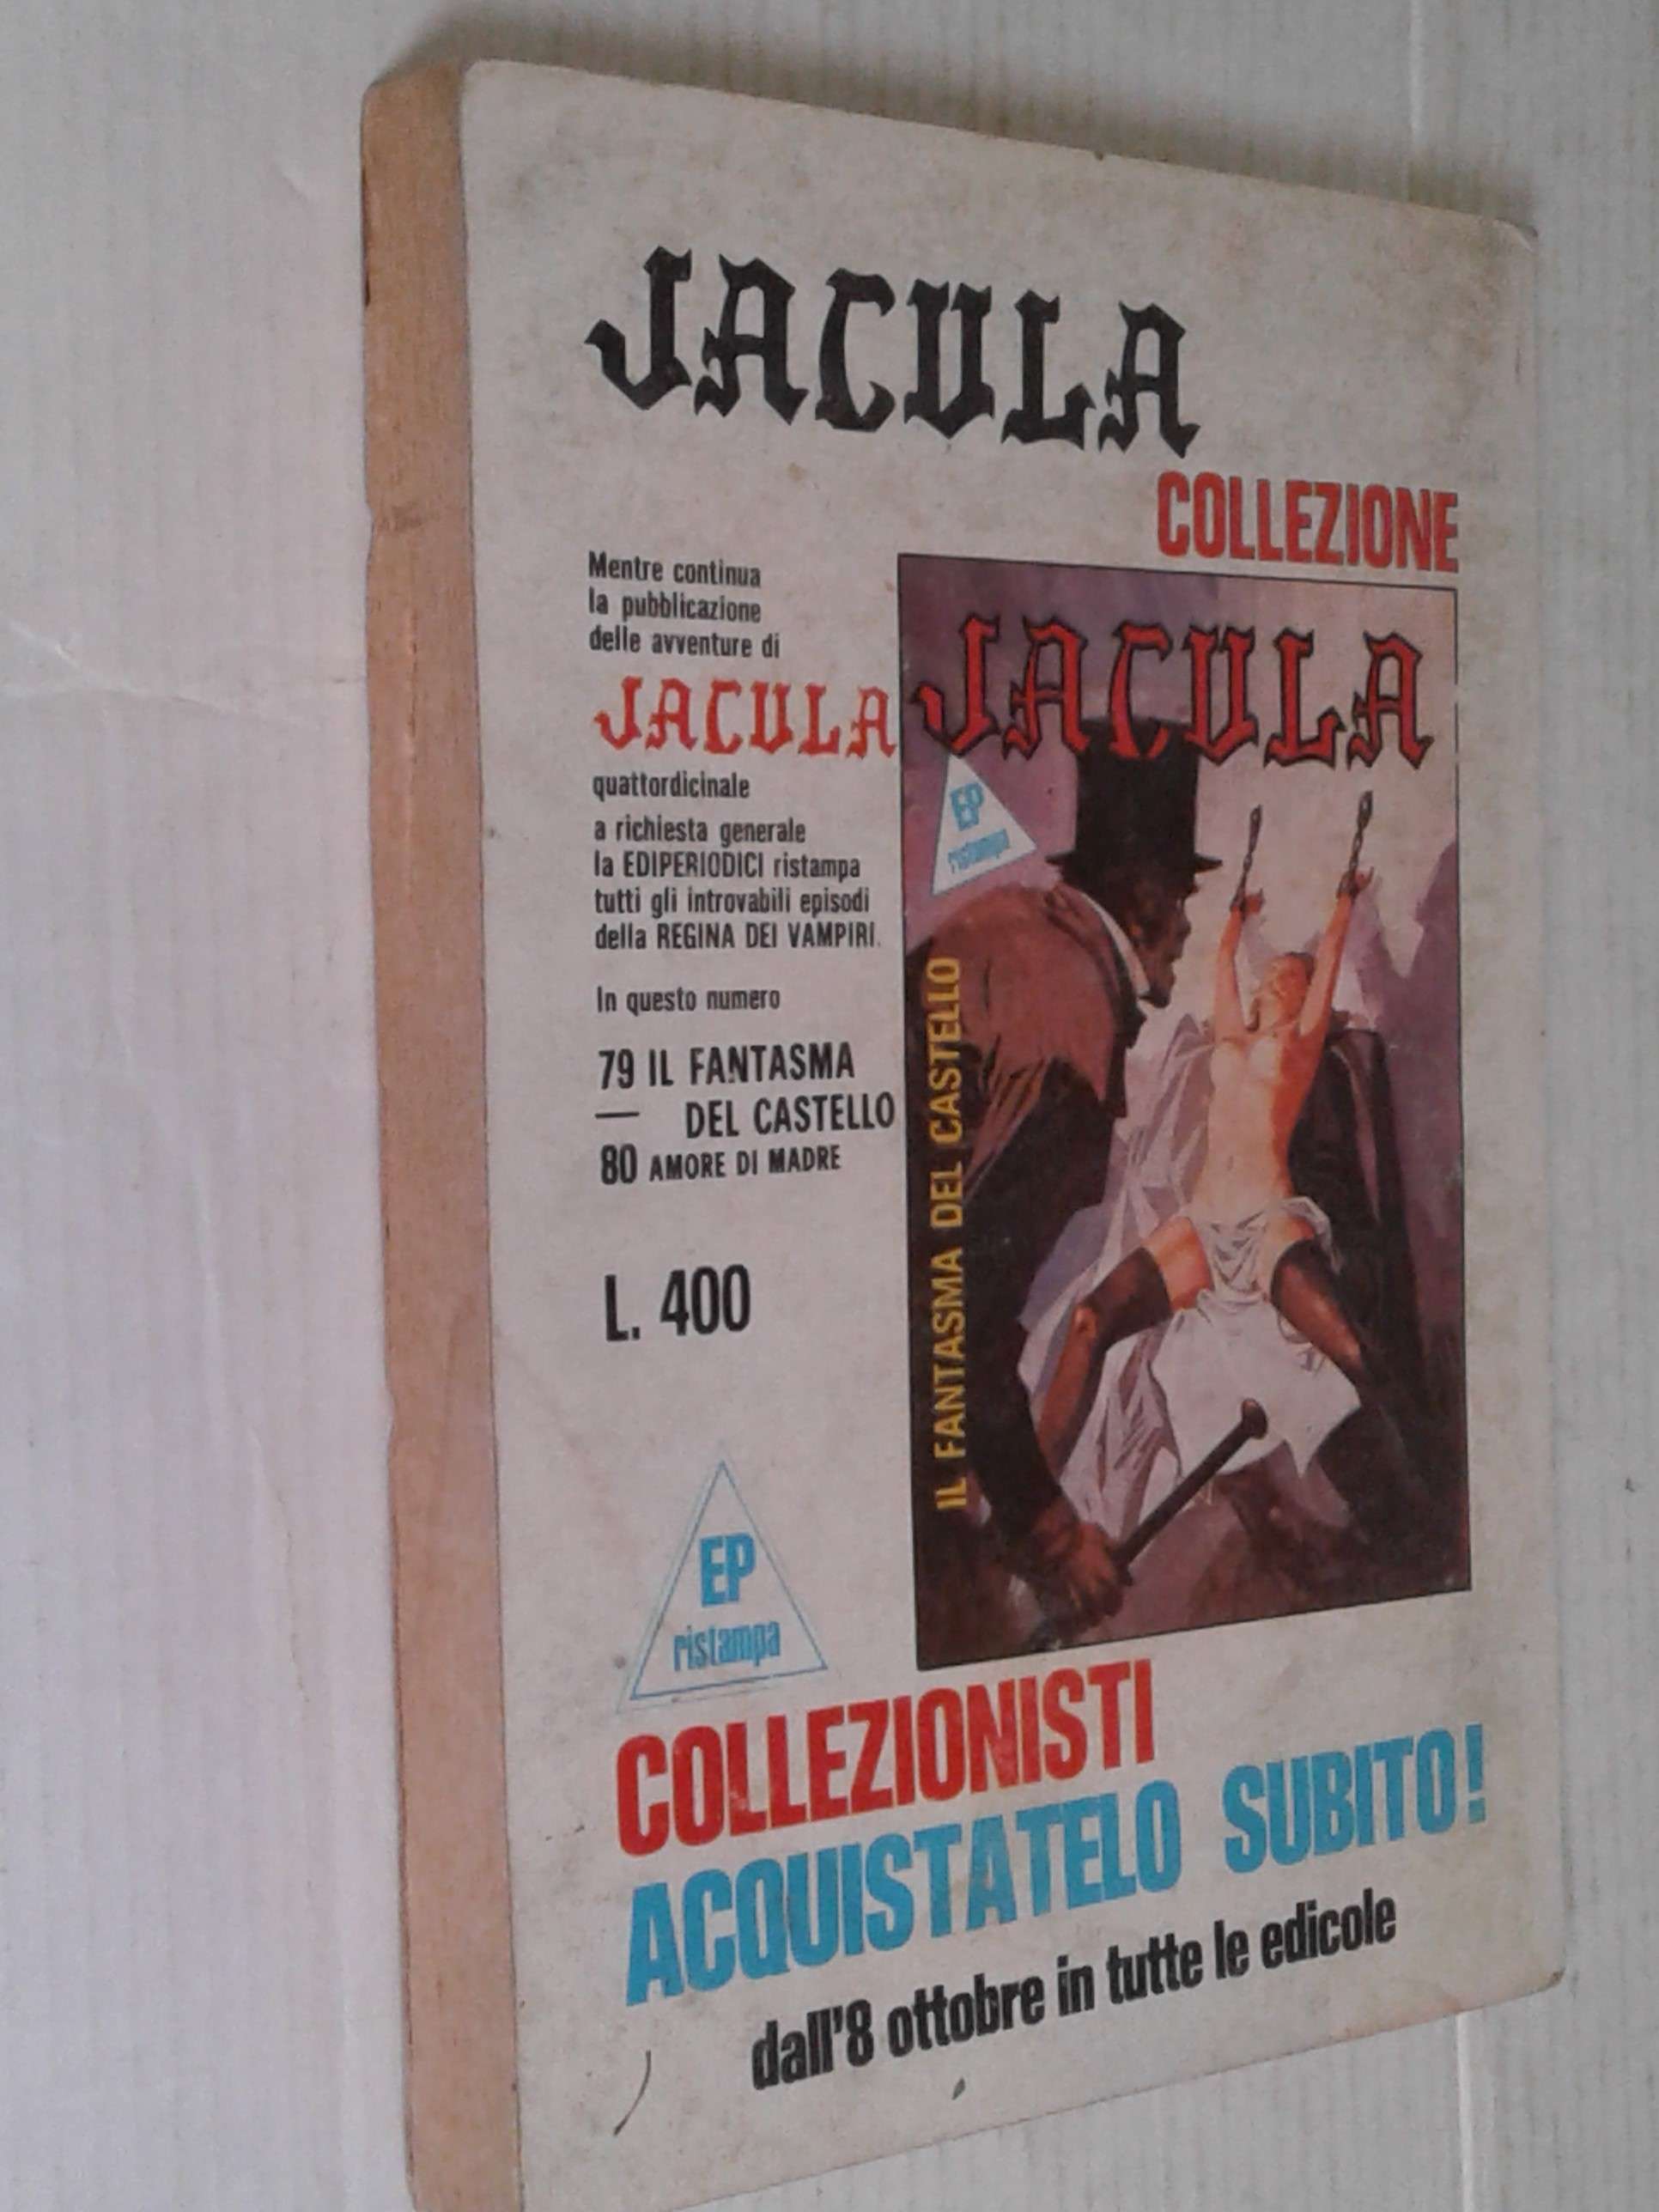 JACULA
COLLEZIONE
Mentre continua
la pubblicazione
delle avventure di
JACULA
quattordicinale
a richiesta generale
la EDIPERIODICI ristampa
tutti gli introvabili episodi
della REGINA DEI VAMPIRI.
In questo numero
79 IL FANTASMA
— DEL CASTELLO
80 AMORE DI MADRE
L. 400
EP
ristampa
JACULA
EP
ristampa
IL FANTASMA DEL CASTELLO
COLLEZIONISTI
ACQUISTATELO SUBITO!
dall'8 ottobre in tutte le edicole